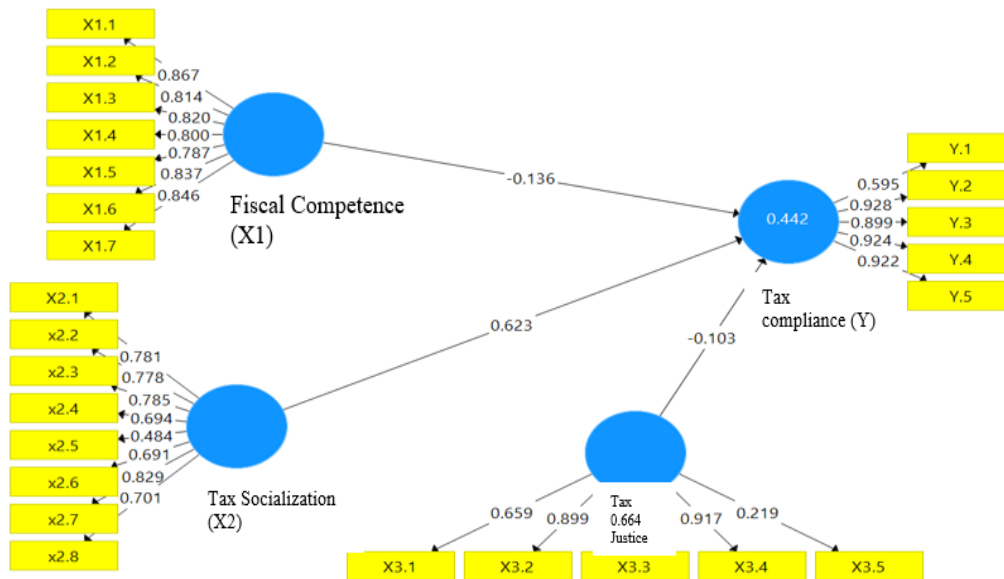 X1.1
X1.2
X1.3
X1.4
X1.5
X1.6
X1.7
0.867
0.814
0.820
0.800
0.787
0.837
0.846
Fiscal Competence
(X1)
-0.136
0.442
Tax
compliance (Y)
0.595
0.928
0.899
0.924
0.922
Y.1
Y.2
Y.3
Y.4
Y.5
X2.1
x2.2
x2.3
x2.4
x2.5
x2.6
x2.7
x2.8
0.781
0.778
0.785
0.694
0.484
0.691
0.829
0.701
Tax Socialization
(X2)
0.623
-0.103
Tax
0.664
Justice
0.659
0.899
0.917
0.219
X3.1
X3.2
X3.3
X3.4
X3.5